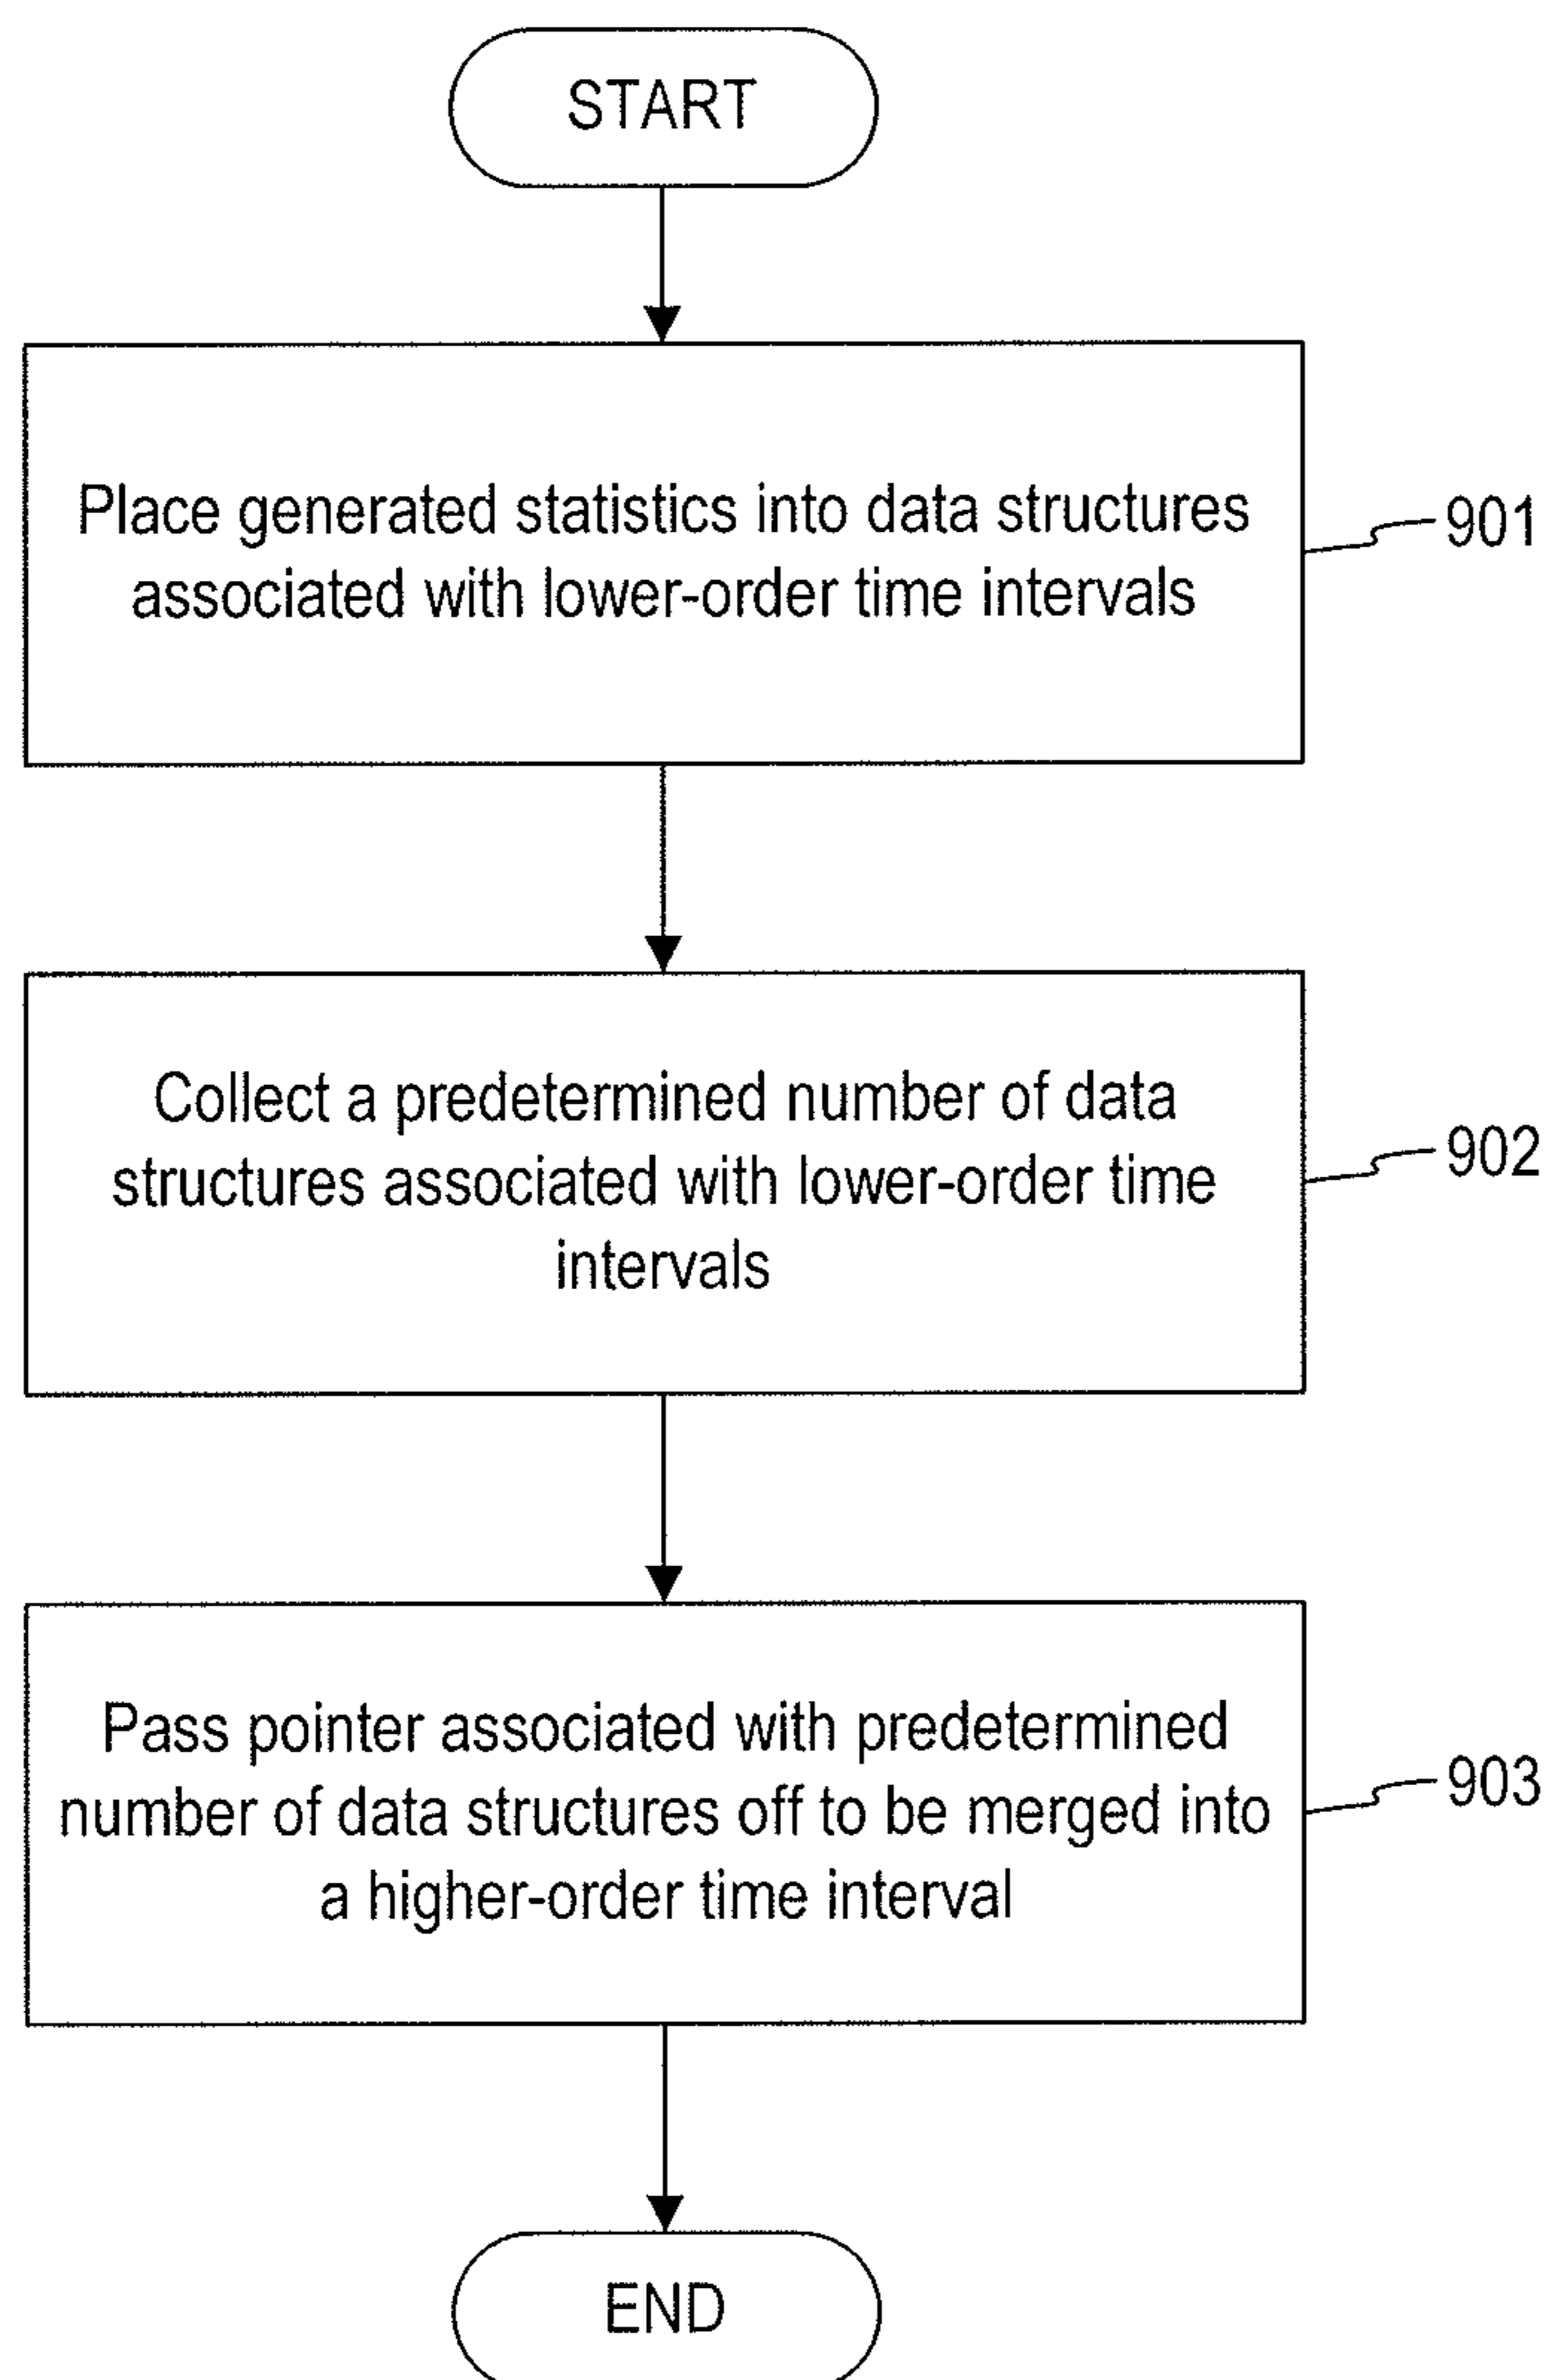 START
Place generated statistics into data structures
associated with lower-order time intervals
901
Collect a predetermined number of data
structures associated with lower-order time
intervals
902
Pass pointer associated with predetermined
number of data structures off to be merged into
a higher-order time interval
903
END